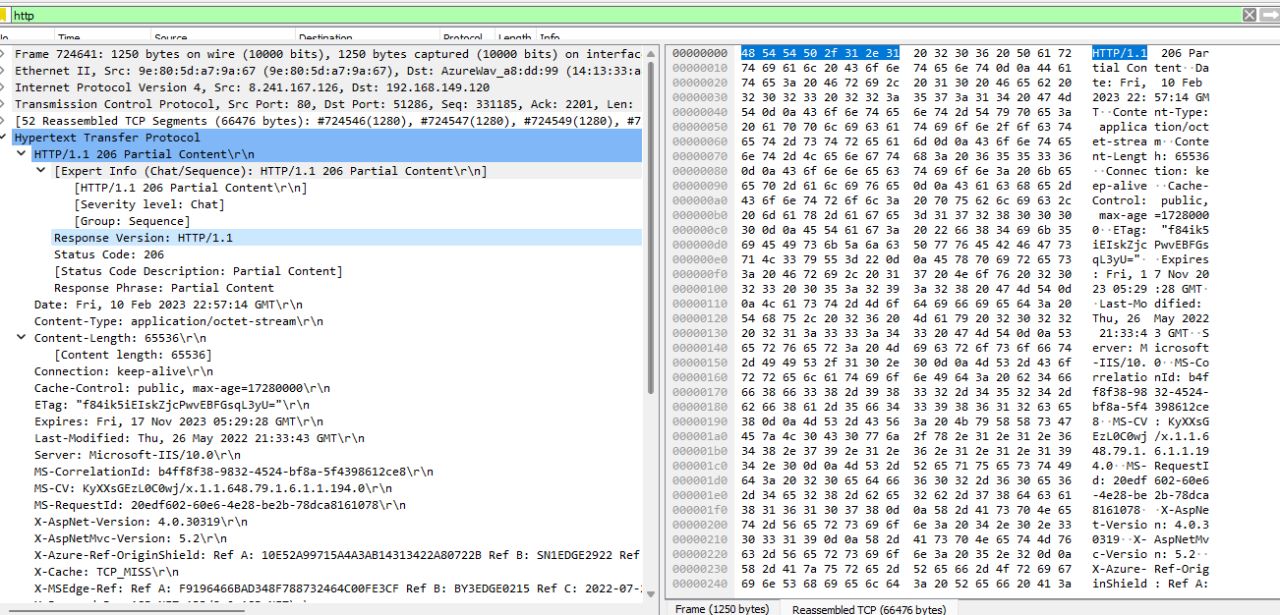 http
No. Time Source Destination Protocol Length Info
Frame 724641: 1250 bytes on wire (10000 bits), 1250 bytes captured (10000 bits) on interfac
Ethernet II, Src: 9e:80:5d:a7:9a:67 (9e:80:5d:a7:9a:67), Dst: AzureWav_a8:dd:99 (14:13:33:a
Internet Protocol Version 4, Src: 8.241.167.126, Dst: 192.168.149.120
Transmission Control Protocol, Src Port: 80, Dst Port: 51286, Seq: 331185, Ack: 2201, Len:
[52 Reassembled TCP Segments (66476 bytes): #724546(1280), #724547(1280), #724549(1280), #7
Hypertext Transfer Protocol
HTTP/1.1 206 Partial Content\r\n
[Expert Info (Chat/Sequence): HTTP/1.1 206 Partial Content\r\n]
[HTTP/1.1 206 Partial Content\r\n]
[Severity level: Chat]
[Group: Sequence]
Response Version: HTTP/1.1
Status Code: 206
[Status Code Description: Partial Content]
Response Phrase: Partial Content
Date: Fri, 10 Feb 2023 22:57:14 GMT\r\n
Content-Type: application/octet-stream\r\n
Content-Length: 65536\r\n
[Content length: 65536]
Connection: keep-alive\r\n
Cache-Control: public, max-age=17280000\r\n
ETag: "f84ik5iEIskZjcPwvEBFGsqL3yU="\r\n
Expires: Fri, 17 Nov 2023 05:29:28 GMT\r\n
Last-Modified: Thu, 26 May 2022 21:33:43 GMT\r\n
Server: Microsoft-IIS/10.0\r\n
MS-CorrelationId: b4ff8f38-9832-4524-bf8a-5f4398612ce8\r\n
MS-CV: KyXXsGEzL0C0wj/x.1.1.648.79.1.6.1.1.194.0\r\n
MS-RequestId: 20edf602-60e6-4e28-be2b-78dca8161078\r\n
X-AspNet-Version: 4.0.30319\r\n
X-AspNetMvc-Version: 5.2\r\n
X-Azure-Ref-OriginShield: Ref A: 10E52A99715A4A3AB14313422A80722B Ref B: SN1EDGE2922 Ref
X-Cache: TCP_MISS\r\n
X-MSEdge-Ref: Ref A: F9196466BAD348F788732464C00FE3CF Ref B: BY3EDGE0215 Ref C: 2022-07-
00000000 48 54 54 50 2f 31 2e 31 20 32 30 36 20 50 61 72 HTTP/1.1 206 Par
00000010 74 69 61 6c 20 43 6f 6e 74 65 6e 74 0d 0a 44 61 tial Con tent··Da
00000020 74 65 3a 20 46 72 69 2c 20 31 30 20 46 65 62 20 te: Fri, 10 Feb
00000030 32 30 32 33 20 32 32 3a 35 37 3a 31 34 20 47 4d 2023 22: 57:14 GM
00000040 54 0d 0a 43 6f 6e 74 65 6e 74 2d 54 79 70 65 3a T··Conte nt-Type:
00000050 20 61 70 70 6c 69 63 61 74 69 6f 6e 2f 6f 63 74 applica tion/oct
00000060 65 74 2d 73 74 72 65 61 6d 0d 0a 43 6f 6e 74 65 et-strea m··Conte
00000070 6e 74 2d 4c 65 6e 67 74 68 3a 20 36 35 35 33 36 nt-Lengt h: 65536
00000080 0d 0a 43 6f 6e 6e 65 63 74 69 6f 6e 3a 20 6b 65 ··Connec tion: ke
00000090 65 70 2d 61 6c 69 76 65 0d 0a 43 61 63 68 65 2d ep-alive ··Cache-
000000a0 43 6f 6e 74 72 6f 6c 3a 20 70 75 62 6c 69 63 2c Control: public,
000000b0 20 6d 61 78 2d 61 67 65 3d 31 37 32 38 30 30 30 max-age =1728000
000000c0 30 0d 0a 45 54 61 67 3a 20 22 66 38 34 69 6b 35 0··ETag: "f84ik5
000000d0 69 45 49 73 6b 5a 6a 63 50 77 76 45 42 46 47 73 iEIskZjc PwvEBFGs
000000e0 71 4c 33 79 55 3d 22 0d 0a 45 78 70 69 72 65 73 qL3yU="· ·Expires
000000f0 3a 20 46 72 69 2c 20 31 37 20 4e 6f 76 20 32 30 : Fri, 1 7 Nov 20
00000100 32 33 20 30 35 3a 32 39 3a 32 38 20 47 4d 54 0d 23 05:29 :28 GMT·
00000110 0a 4c 61 73 74 2d 4d 6f 64 69 66 69 65 64 3a 20 ·Last-Mo dified:
00000120 54 68 75 2c 20 32 36 20 4d 61 79 20 32 30 32 32 Thu, 26 May 2022
00000130 20 32 31 3a 33 33 3a 34 33 20 47 4d 54 0d 0a 53 21:33:4 3 GMT··S
00000140 65 72 76 65 72 3a 20 4d 69 63 72 6f 73 6f 66 74 erver: M icrosoft
00000150 2d 49 49 53 2f 31 30 2e 30 0d 0a 4d 53 2d 43 6f -IIS/10. 0··MS-Co
00000160 72 72 65 6c 61 74 69 6f 6e 49 64 3a 20 62 34 66 rrelatio nId: b4f
00000170 66 38 66 33 38 2d 39 38 33 32 2d 34 35 32 34 2d f8f38-98 32-4524-
00000180 62 66 38 61 2d 35 66 34 33 39 38 36 31 32 63 65 bf8a-5f4 398612ce
00000190 38 0d 0a 4d 53 2d 43 56 3a 20 4b 79 58 58 73 47 8··MS-CV : KyXXsG
000001a0 45 7a 4c 30 43 30 77 6a 2f 78 2e 31 2e 31 2e 36 EzL0C0wj /x.1.1.6
000001b0 34 38 2e 37 39 2e 31 2e 36 2e 31 2e 31 2e 31 39 48.79.1. 6.1.1.19
000001c0 34 2e 30 0d 0a 4d 53 2d 52 65 71 75 65 73 74 49 4.0··MS- RequestI
000001d0 64 3a 20 32 30 65 64 66 36 30 32 2d 36 30 65 36 d: 20edf 602-60e6
000001e0 2d 34 65 32 38 2d 62 65 32 62 2d 37 38 64 63 61 -4e28-be 2b-78dca
000001f0 38 31 36 31 30 37 38 0d 0a 58 2d 41 73 70 4e 65 8161078· ·X-AspNe
00000200 74 2d 56 65 72 73 69 6f 6e 3a 20 34 2e 30 2e 33 t-Versio n: 4.0.3
00000210 30 33 31 39 0d 0a 58 2d 41 73 70 4e 65 74 4d 76 0319··X- AspNetMv
00000220 63 2d 56 65 72 73 69 6f 6e 3a 20 35 2e 32 0d 0a c-Versio n: 5.2··
00000230 58 2d 41 7a 75 72 65 2d 52 65 66 2d 4f 72 69 67 X-Azure- Ref-Orig
00000240 69 6e 53 68 69 65 6c 64 3a 20 52 65 66 20 41 3a inShield : Ref A:
Frame (1250 bytes) Reassembled TCP (66476 bytes)